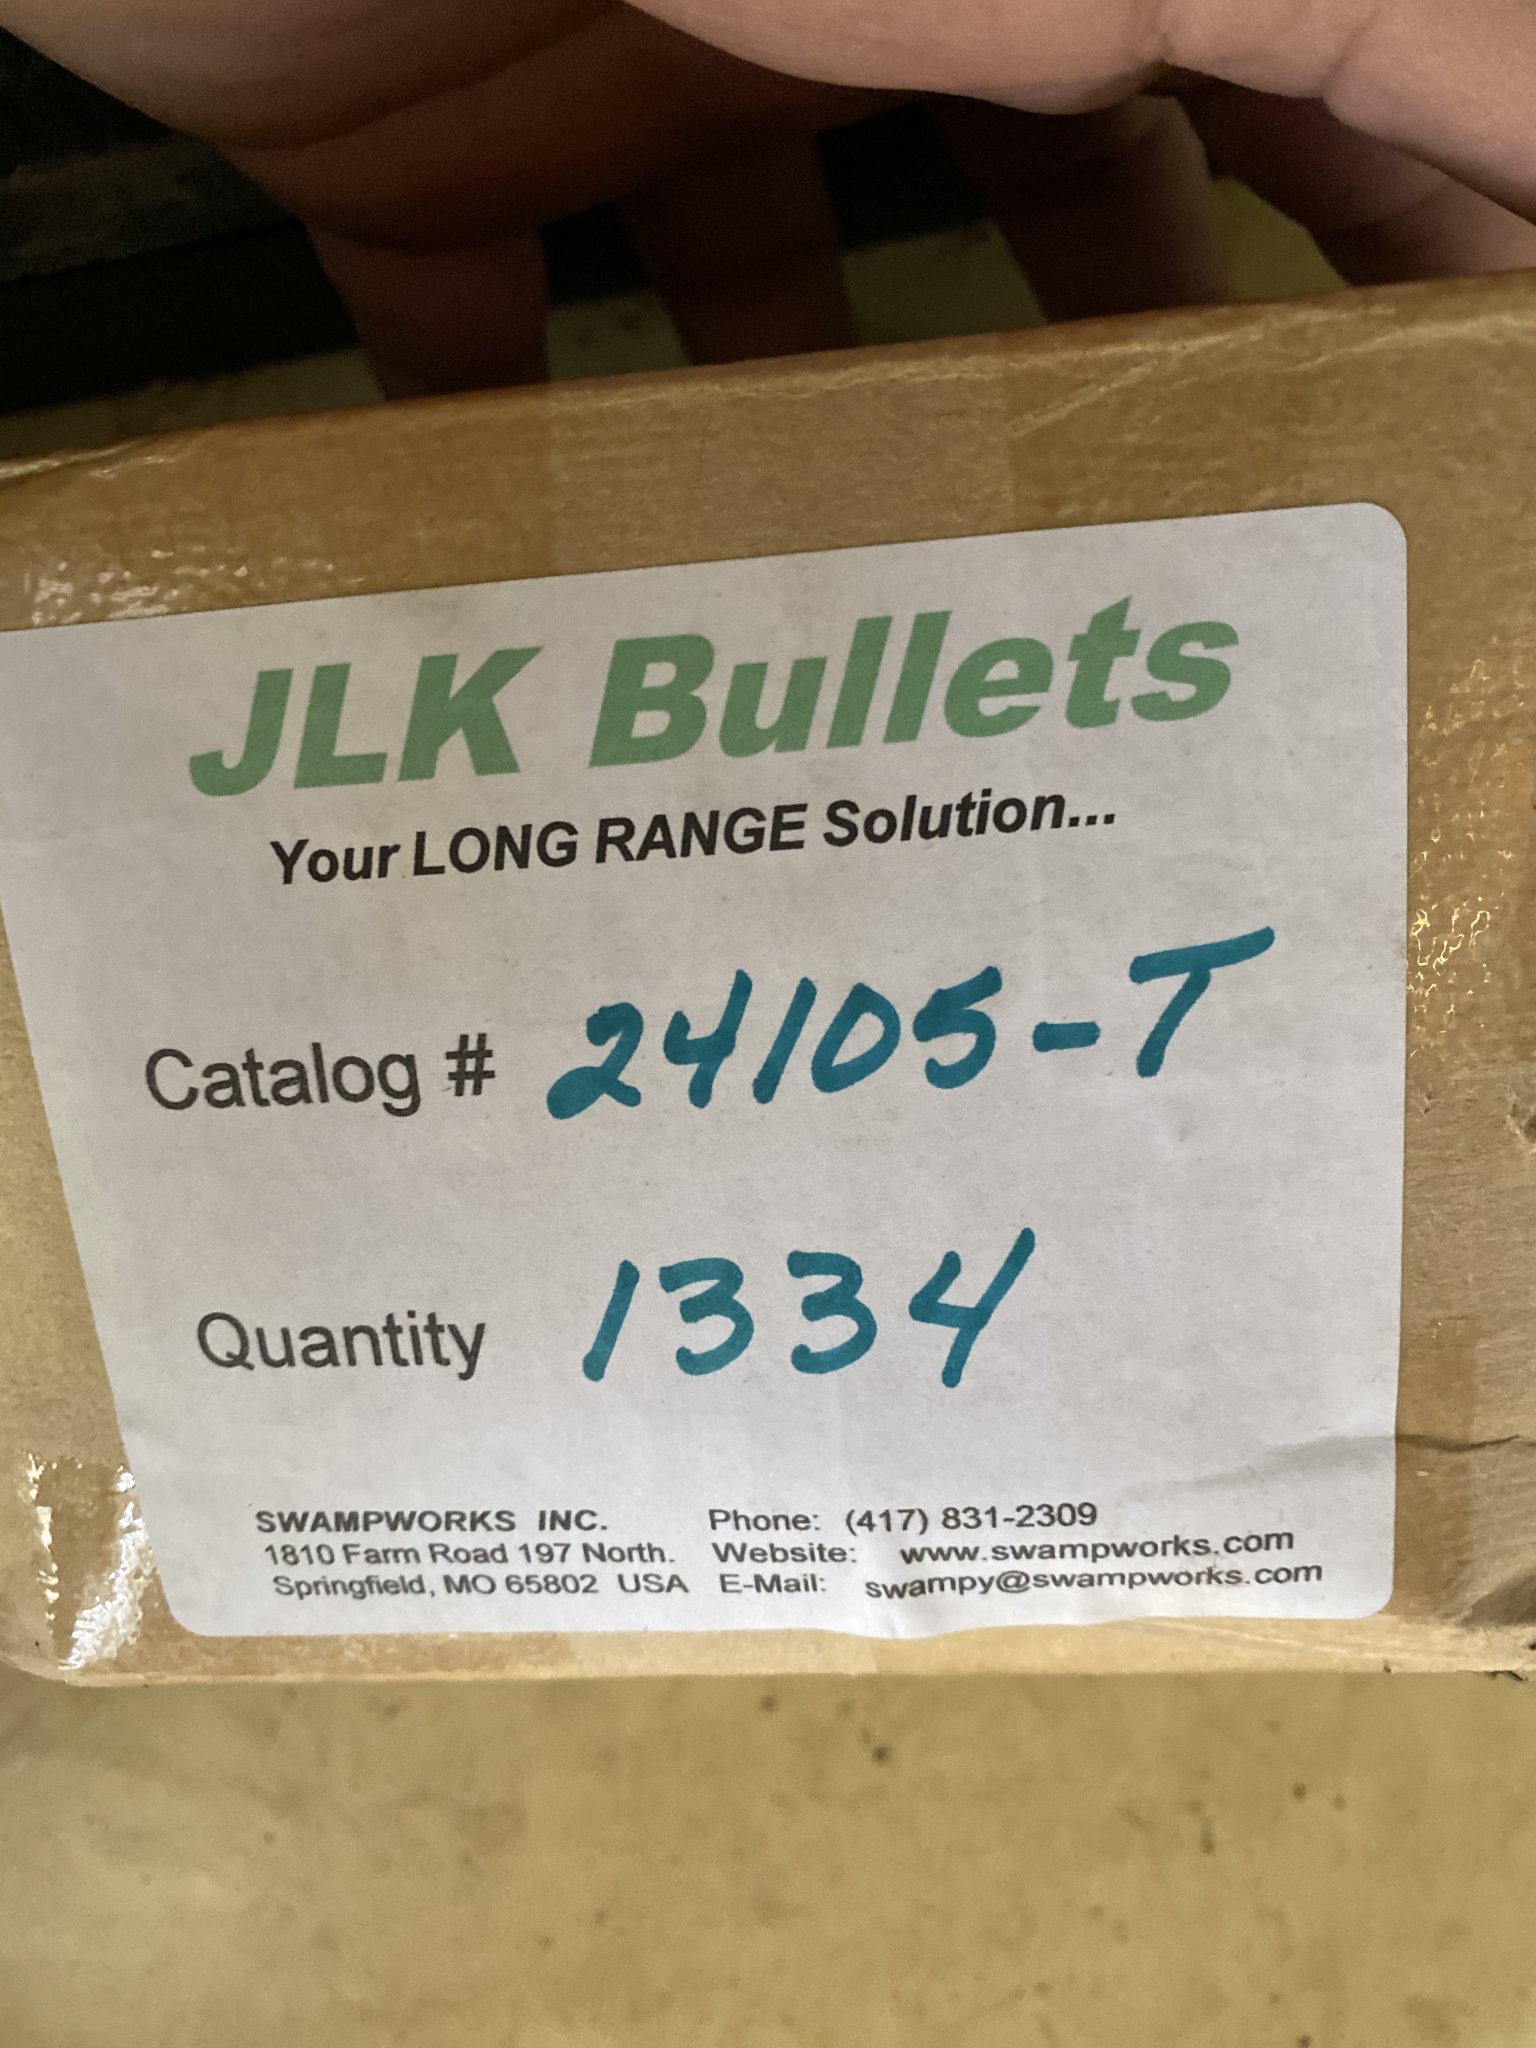 JLK Bullets
Your LONG RANGE Solution...
Catalog # 24105-T
Quantity 1334
SWAMPWORKS INC. Phone: (417) 831-2309
1810 Farm Road 197 North. Website: www.swampworks.com
Springfield, MO 65802 USA E-Mail: swampy@swampworks.com